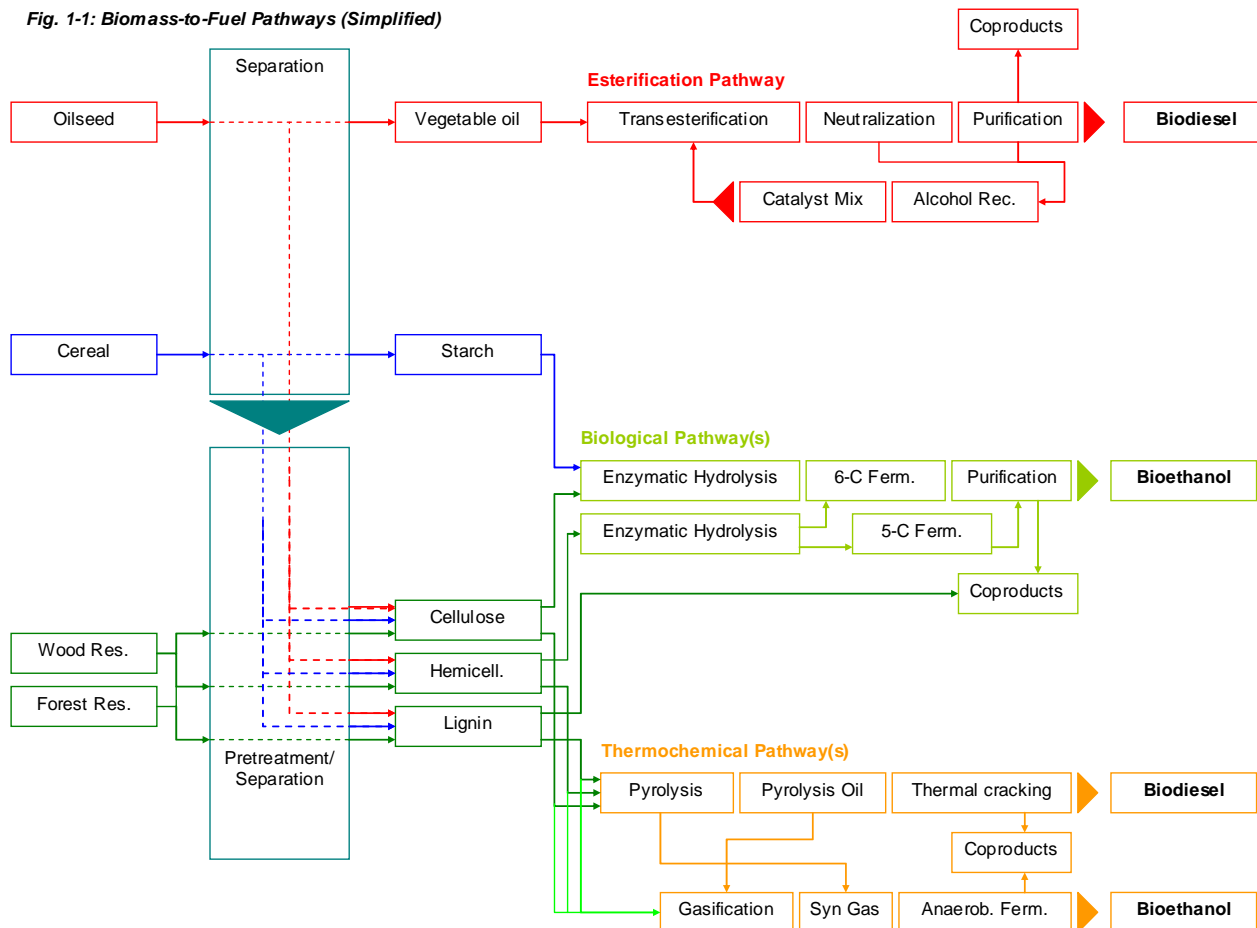 Fig. 1-1: Biomass-to-Fuel Pathways (Simplified)
Coproducts
Separation
Esterification Pathway
Oilseed
Vegetable oil
Transesterification
Neutralization
Purification
Biodiesel
Catalyst Mix
Alcohol Rec.
Cereal
Starch
Biological Pathway(s)
Enzymatic Hydrolysis
6-C Ferm.
Purification
Bioethanol
Enzymatic Hydrolysis
5-C Ferm.
Coproducts
Cellulose
Wood Res.
Hemicell.
Forest Res.
Lignin
Pretreatment/
Separation
Thermochemical Pathway(s)
Pyrolysis
Pyrolysis Oil
Thermal cracking
Biodiesel
Coproducts
Gasification
Syn Gas
Anaerob. Ferm.
Bioethanol